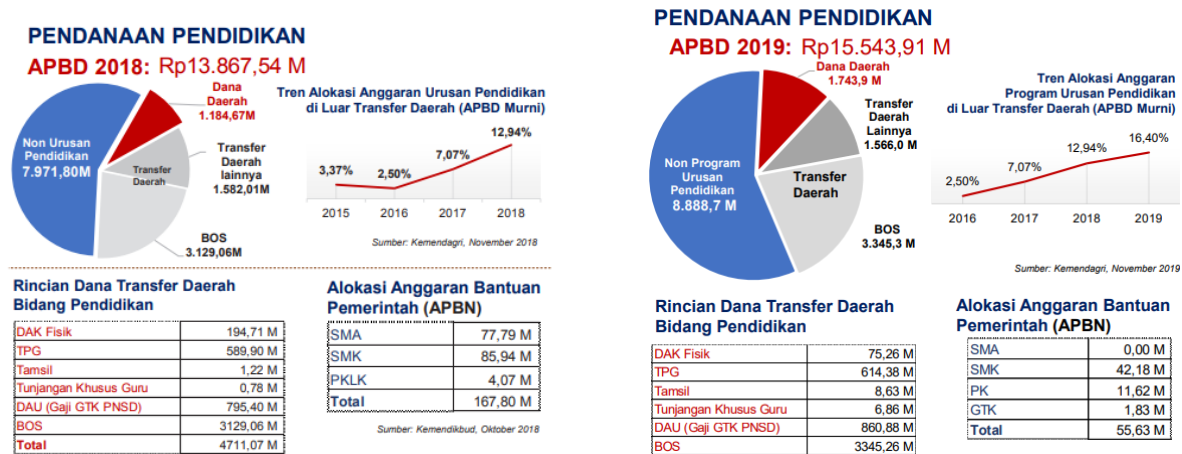 PENDANAAN PENDIDIKAN
APBD 2018: Rp13.867,54 M
Dana
Daerah
1.184,67M
Non Urusan
Pendidikan
7.971,80M
Transfer
Daerah
Transfer
Daerah
lainnya
1.582,01M
BOS
3.129,06M
Tren Alokasi Anggaran Urusan Pendidikan
di Luar Transfer Daerah (APBD Murni)
3,37%
2,50%
7,07%
12,94%
2015 2016 2017 2018
Sumber: Kemendagri, November 2018
Rincian Dana Transfer Daerah
Bidang Pendidikan
DAK Fisik 194,71 M
TPG 589,90 M
Tamsil 1,22 M
Tunjangan Khusus Guru 0,78 M
DAU (Gaji GTK PNSD) 795,40 M
BOS 3129,06 M
Total 4711,07 M
Alokasi Anggaran Bantuan
Pemerintah (APBN)
SMA 77,79 M
SMK 85,94 M
PKLK 4,07 M
Total 167,80 M
Sumber: Kemendikbud, Oktober 2018
PENDANAAN PENDIDIKAN
APBD 2019: Rp15.543,91 M
Dana Daerah
1.743,9 M
Transfer
Daerah
Lainnya
1.566,0 M
Non Program
Urusan
Pendidikan
8.888,7 M
Transfer
Daerah
BOS
3.345,3 M
Tren Alokasi Anggaran
Program Urusan Pendidikan
di Luar Transfer Daerah (APBD Murni)
2,50%
7,07%
12,94%
16,40%
2016 2017 2018 2019
Sumber: Kemendagri, November 2019
Rincian Dana Transfer Daerah
Bidang Pendidikan
DAK Fisik 75,26 M
TPG 614,38 M
Tamsil 8,63 M
Tunjangan Khusus Guru 6,86 M
DAU (Gaji GTK PNSD) 860,88 M
BOS 3345,26 M
Alokasi Anggaran Bantuan
Pemerintah (APBN)
SMA 0,00 M
SMK 42,18 M
PK 11,62 M
GTK 1,83 M
Total 55,63 M